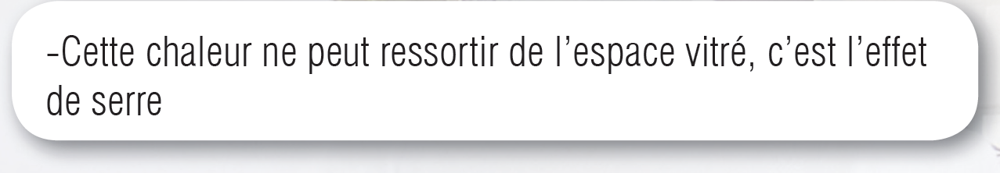 -Cette chaleur ne peut ressortir de l’espace vitré, c’est l’effet
de serre